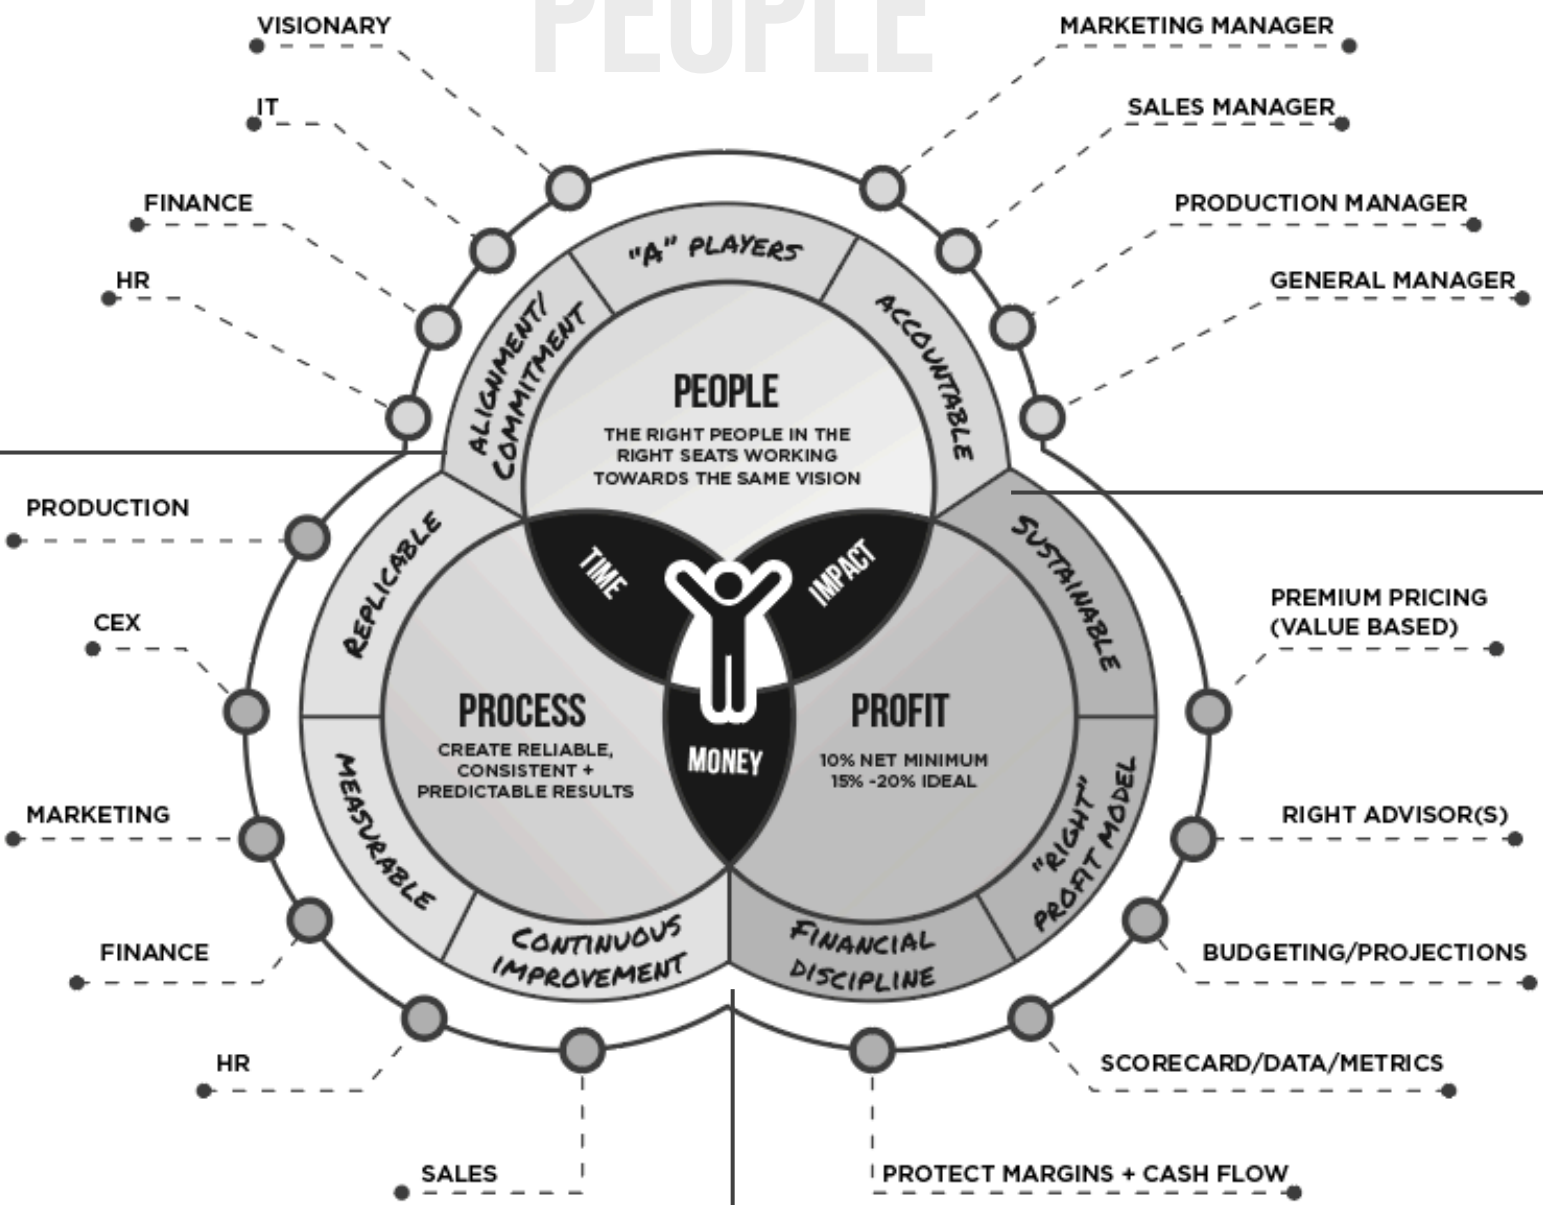 PEOPLE
VISIONARY
IT
FINANCE
HR
MARKETING MANAGER
SALES MANAGER
PRODUCTION MANAGER
GENERAL MANAGER
ALIGNMENT/
COMMITMENT
"A" PLAYERS
ACCOUNTABLE
PEOPLE
THE RIGHT PEOPLE IN THE
RIGHT SEATS WORKING
TOWARDS THE SAME VISION
TIME
IMPACT
MONEY
PRODUCTION
CEX
MARKETING
FINANCE
HR
SALES
REPLICABLE
MEASURABLE
CONTINUOUS
IMPROVEMENT
PROCESS
CREATE RELIABLE,
CONSISTENT +
PREDICTABLE RESULTS
PROFIT
10% NET MINIMUM
15% -20% IDEAL
SUSTAINABLE
"RIGHT"
PROFIT MODEL
FINANCIAL
DISCIPLINE
PREMIUM PRICING
(VALUE BASED)
RIGHT ADVISOR(S)
BUDGETING/PROJECTIONS
SCORECARD/DATA/METRICS
PROTECT MARGINS + CASH FLOW